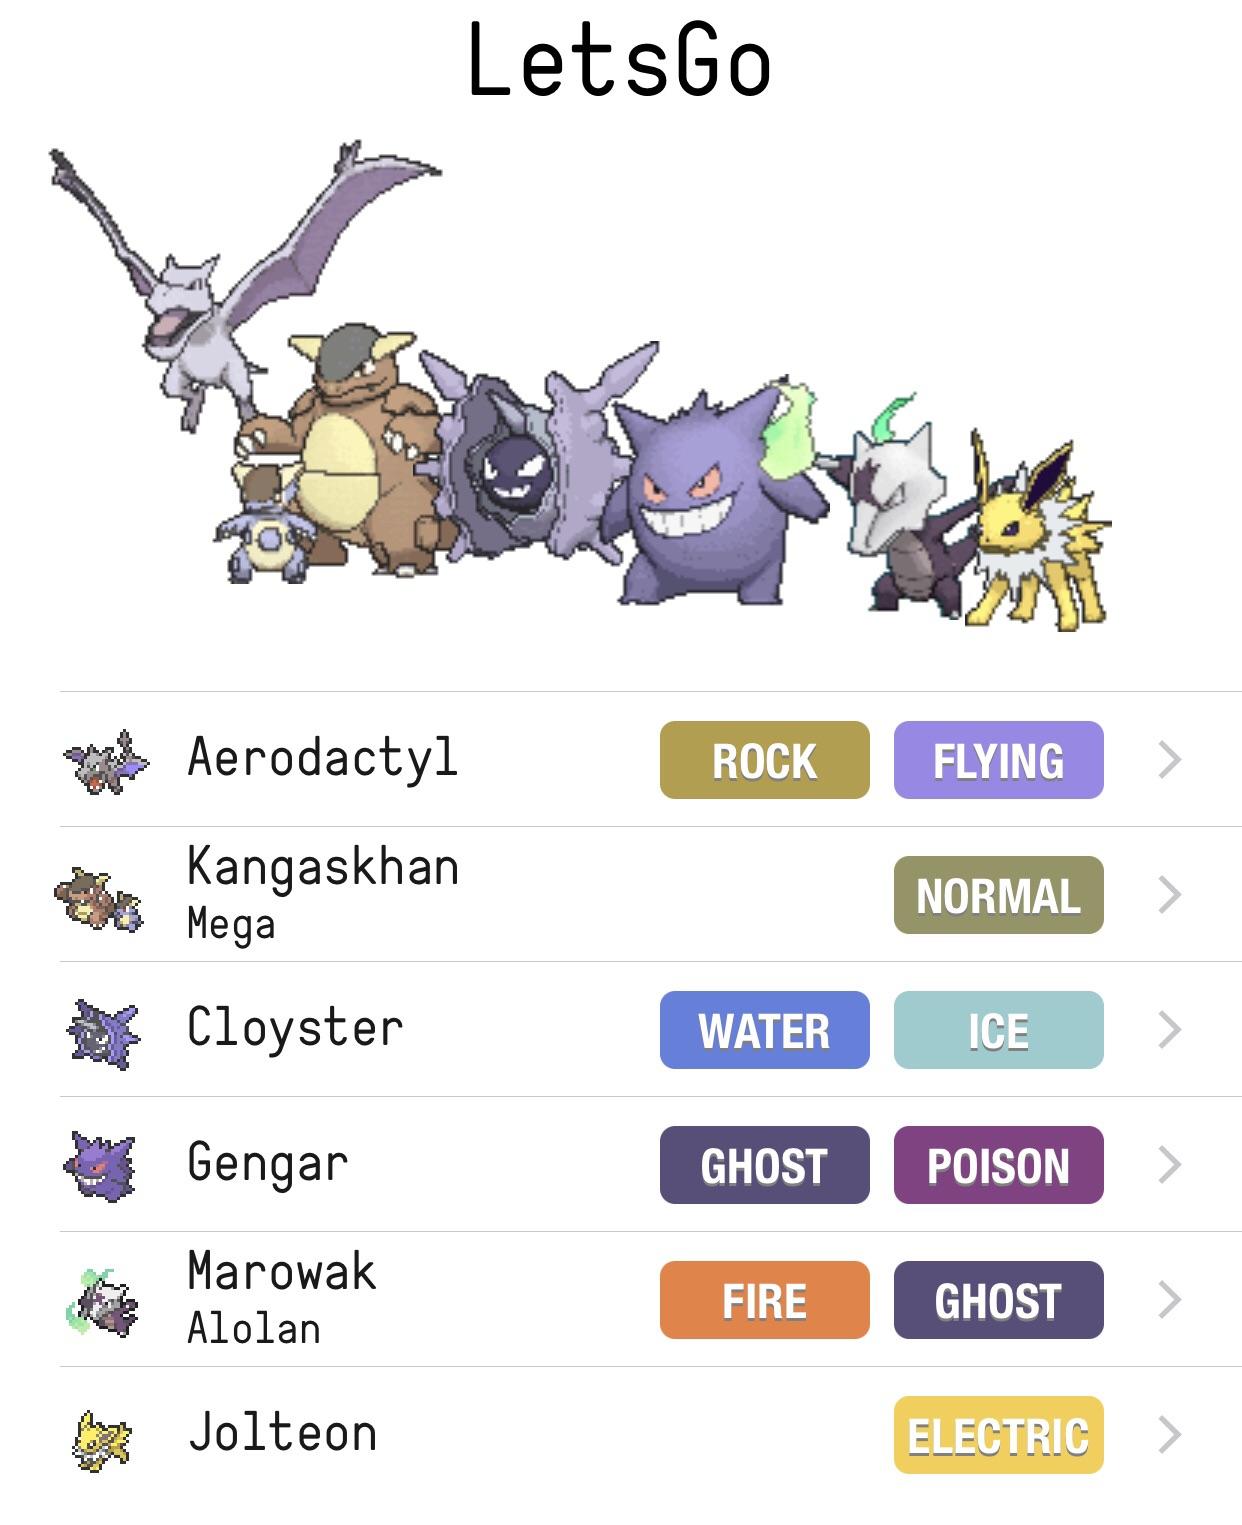 LetsGo
Aerodactyl ROCK FLYING
Kangaskhan NORMAL
Mega
Cloyster WATER ICE
Gengar GHOST POISON
Marowak FIRE GHOST
Alolan
Jolteon ELECTRIC